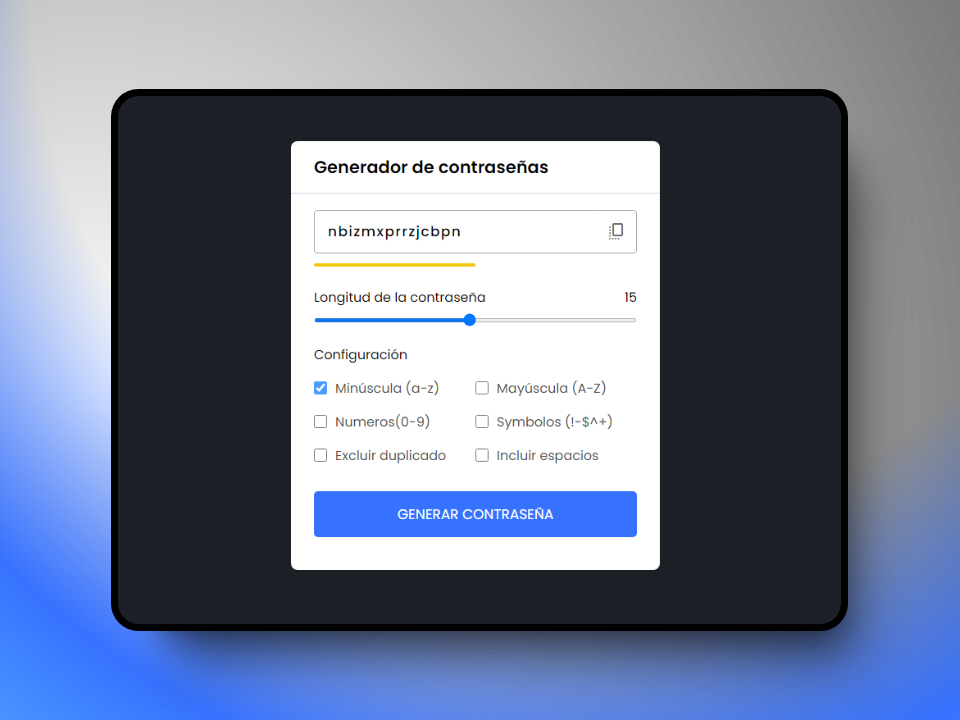 Generador de contraseñas
nbizmxprrzjcbpn
Longitud de la contraseña 15
Configuración
Minúscula (a-z) Mayúscula (A-Z)
Numeros(0-9) Symbolos (!-$^+)
Excluir duplicado Incluir espacios
GENERAR CONTRASEÑA